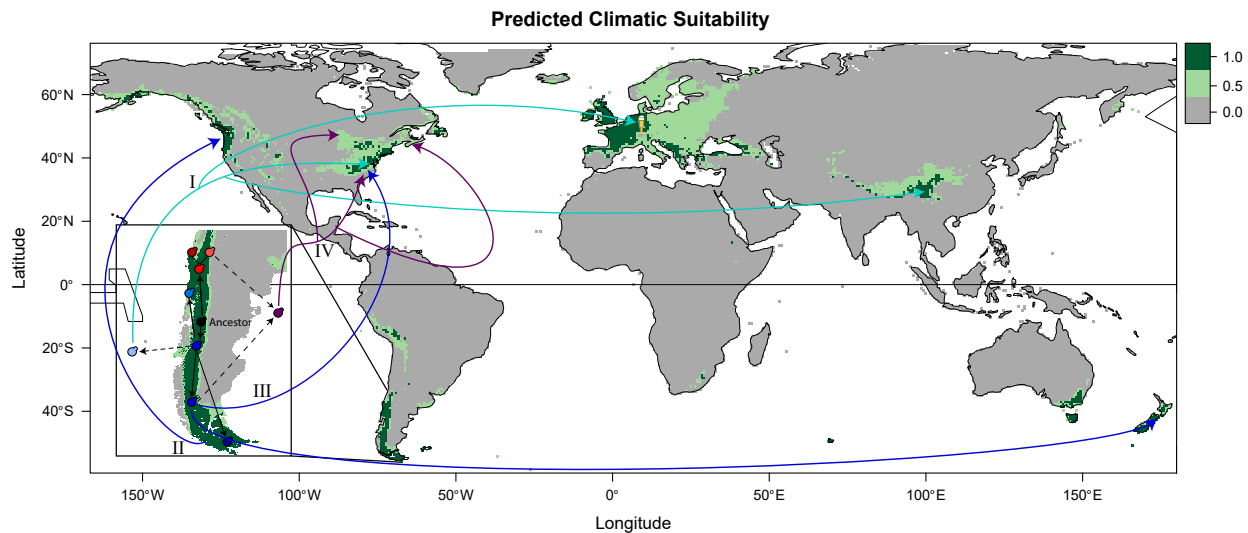 Predicted Climatic Suitability
1.0
0.5
0.0
60°N
40°N
20°N
0°
20°S
40°S
Latitude
I
IV
Ancestor
III
II
150°W
100°W
50°W
0°
50°E
100°E
150°E
Longitude